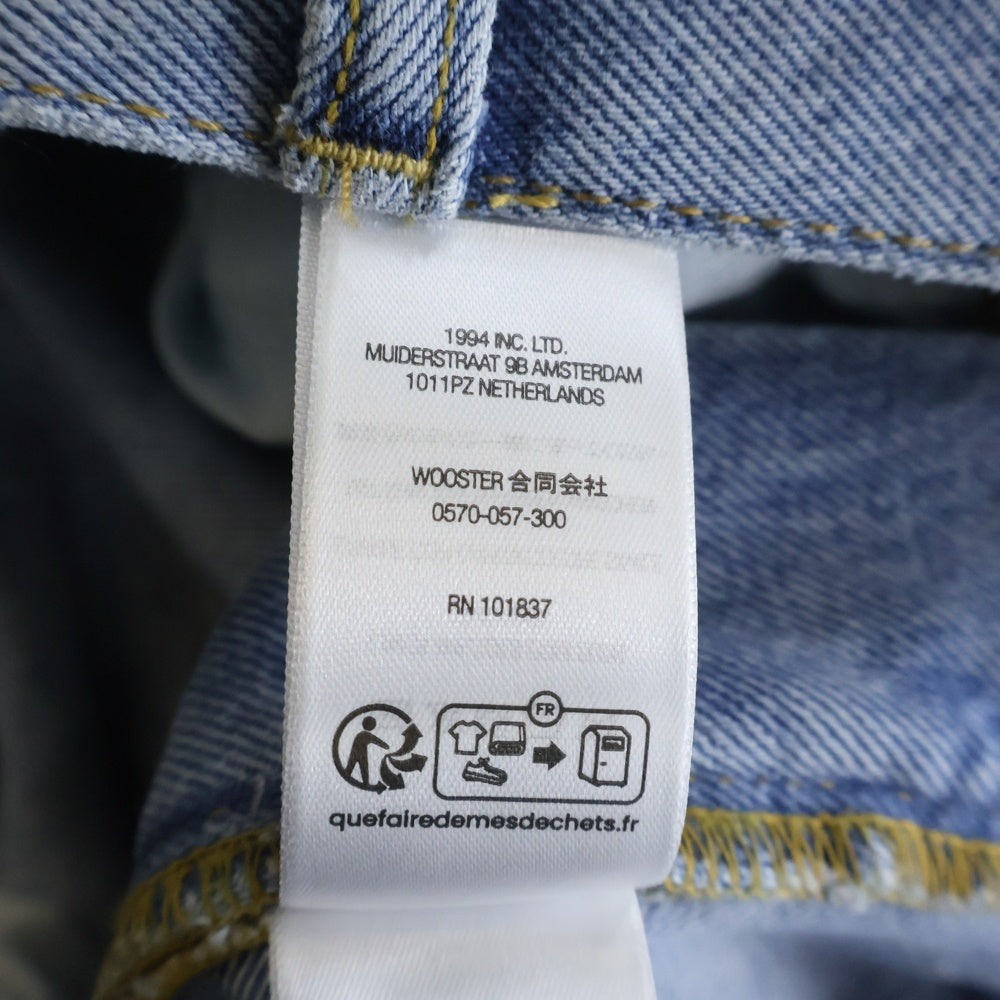 1994 INC. LTD.
MUIDERSTRAAT 9B AMSTERDAM
1011PZ NETHERLANDS
WOOSTER 合同会社
0570-057-300
RN 101837
FR
quefairedemesdechets.fr